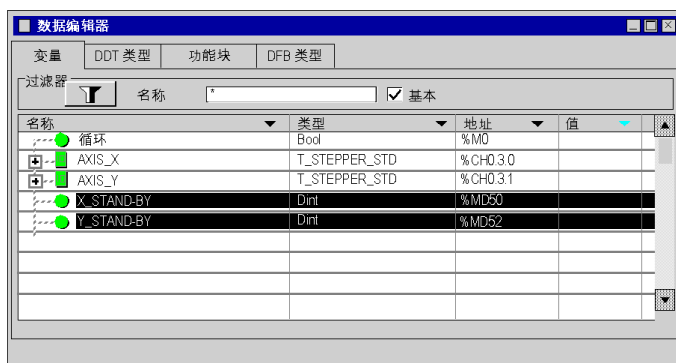 数据编辑器
变量 DDT 类型 功能块 DFB 类型
过滤器
名称 * 基本
名称 类型 地址 值
循环 Bool %M0
AXIS_X T_STEPPER_STD %CH0.3.0
AXIS_Y T_STEPPER_STD %CH0.3.1
X_STAND-BY Dint %MD50
Y_STAND-BY Dint %MD52